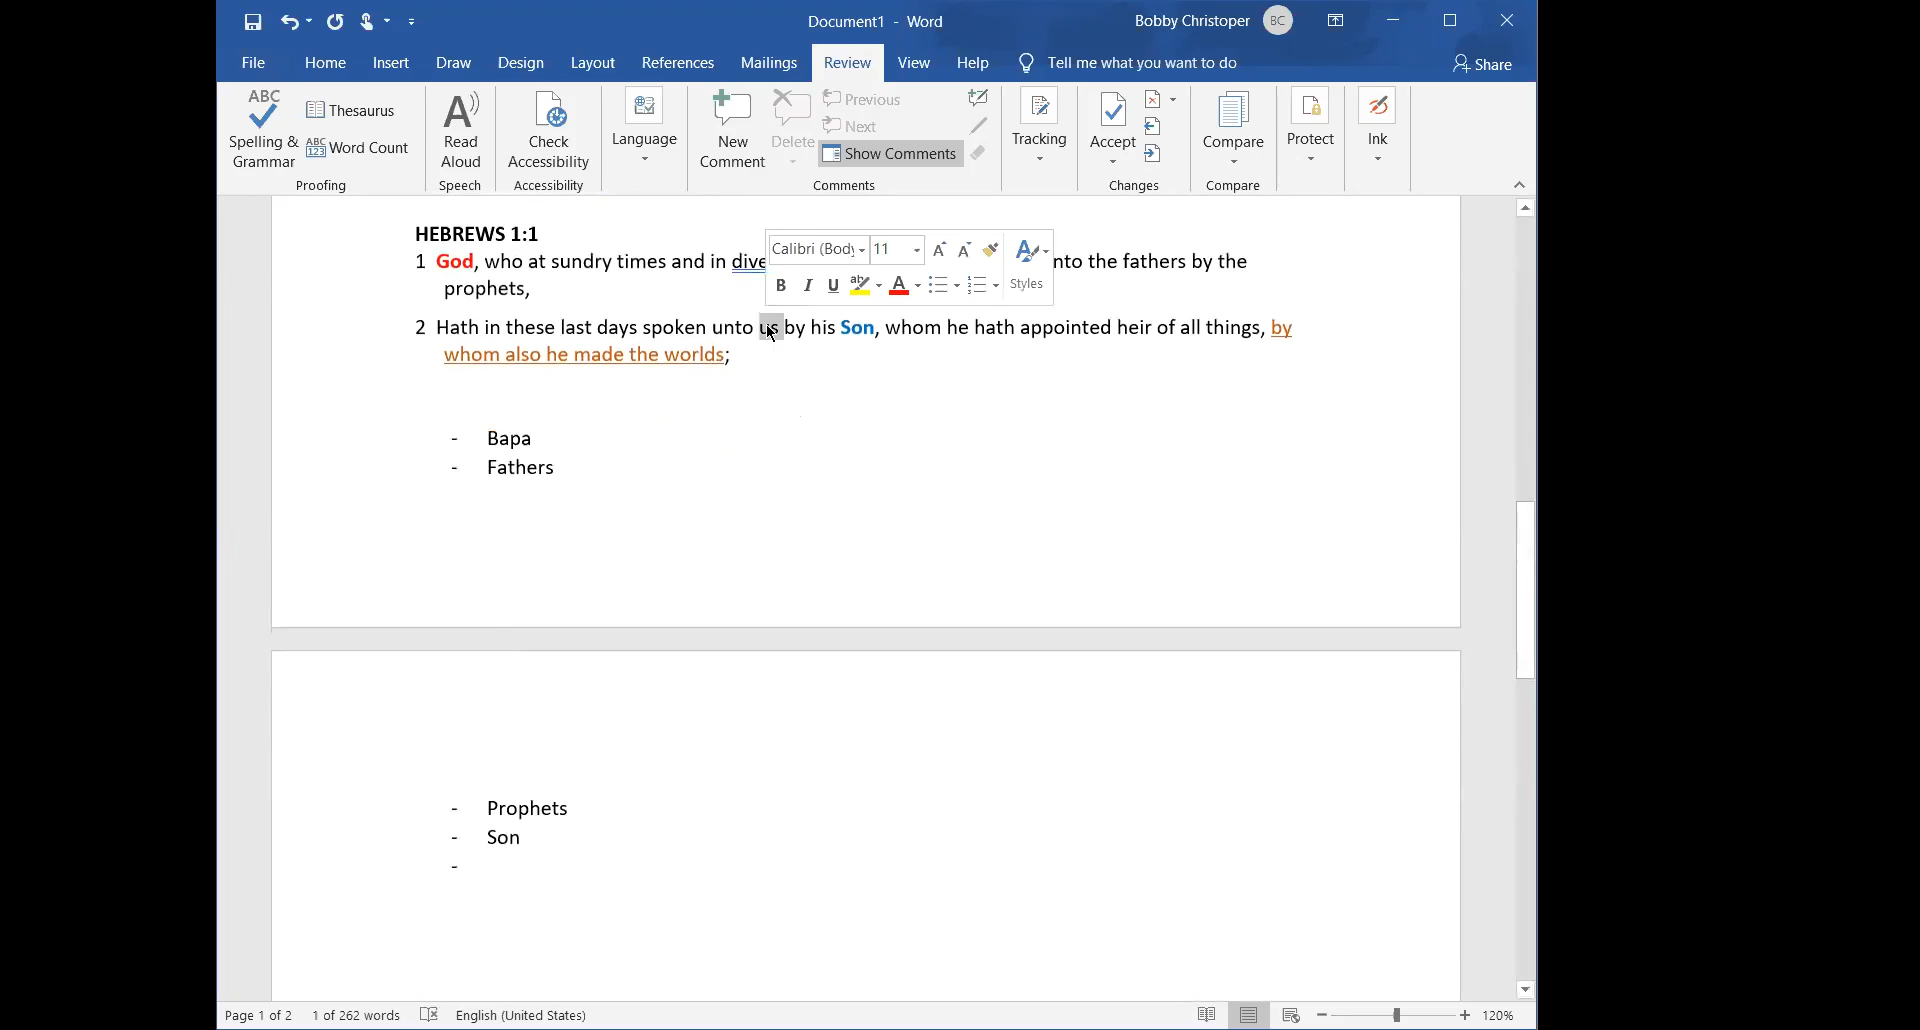 Document1 - Word
Bobby Christoper
BC
File
Home
Insert
Draw
Design
Layout
References
Mailings
Review
View
Help
Tell me what you want to do
Share
ABC
Spelling &
Grammar
Thesaurus
ABC
123
Word Count
Proofing
A
Read
Aloud
Speech
Check
Accessibility
Accessibility
Language
New
Comment
Delete
Previous
Next
Show Comments
Comments
Tracking
Accept
Changes
Compare
Compare
Protect
Ink
Calibri (Body
11
A A A
B I U ab A
Styles
HEBREWS 1:1
1 God, who at sundry times and in dive nto the fathers by the
prophets,
2 Hath in these last days spoken unto us by his Son, whom he hath appointed heir of all things, by
whom also he made the worlds;
- Bapa
- Fathers
- Prophets
- Son
-
Page 1 of 2
1 of 262 words
English (United States)
120%